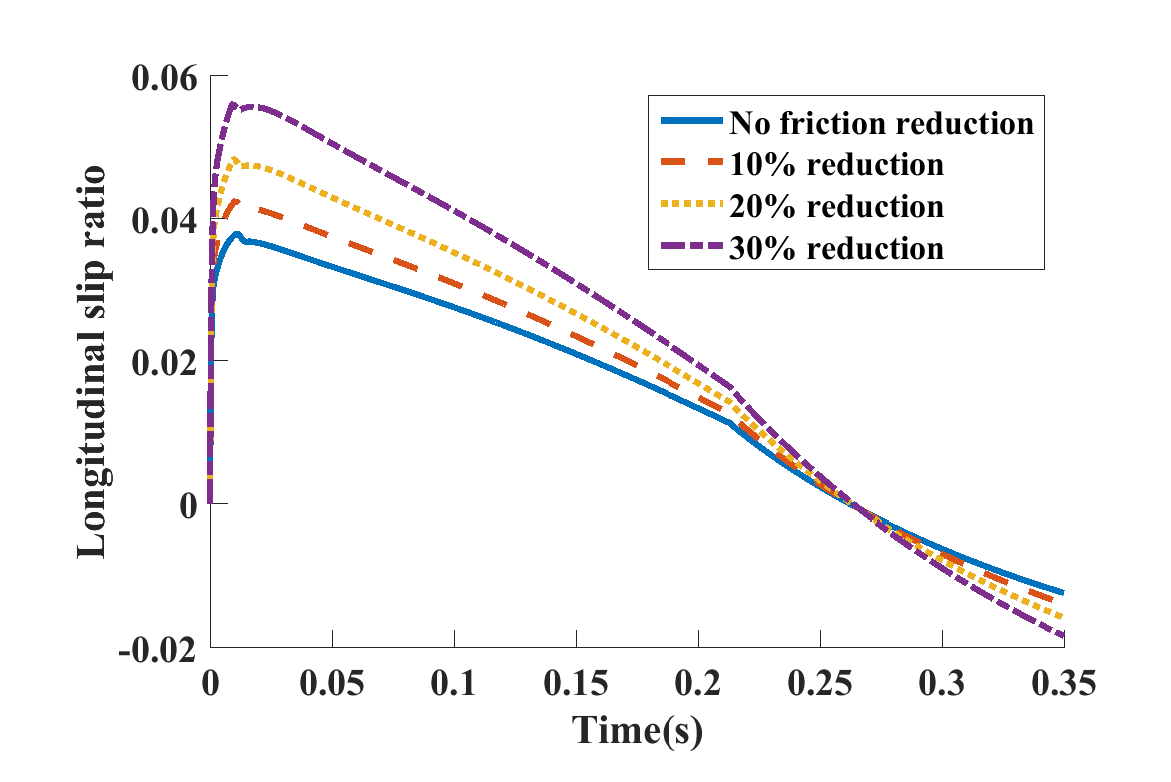 0.06
0.04
0.02
0
-0.02
Longitudinal slip ratio
No friction reduction
10% reduction
20% reduction
30% reduction
0 0.05 0.1 0.15 0.2 0.25 0.3 0.35
Time(s)